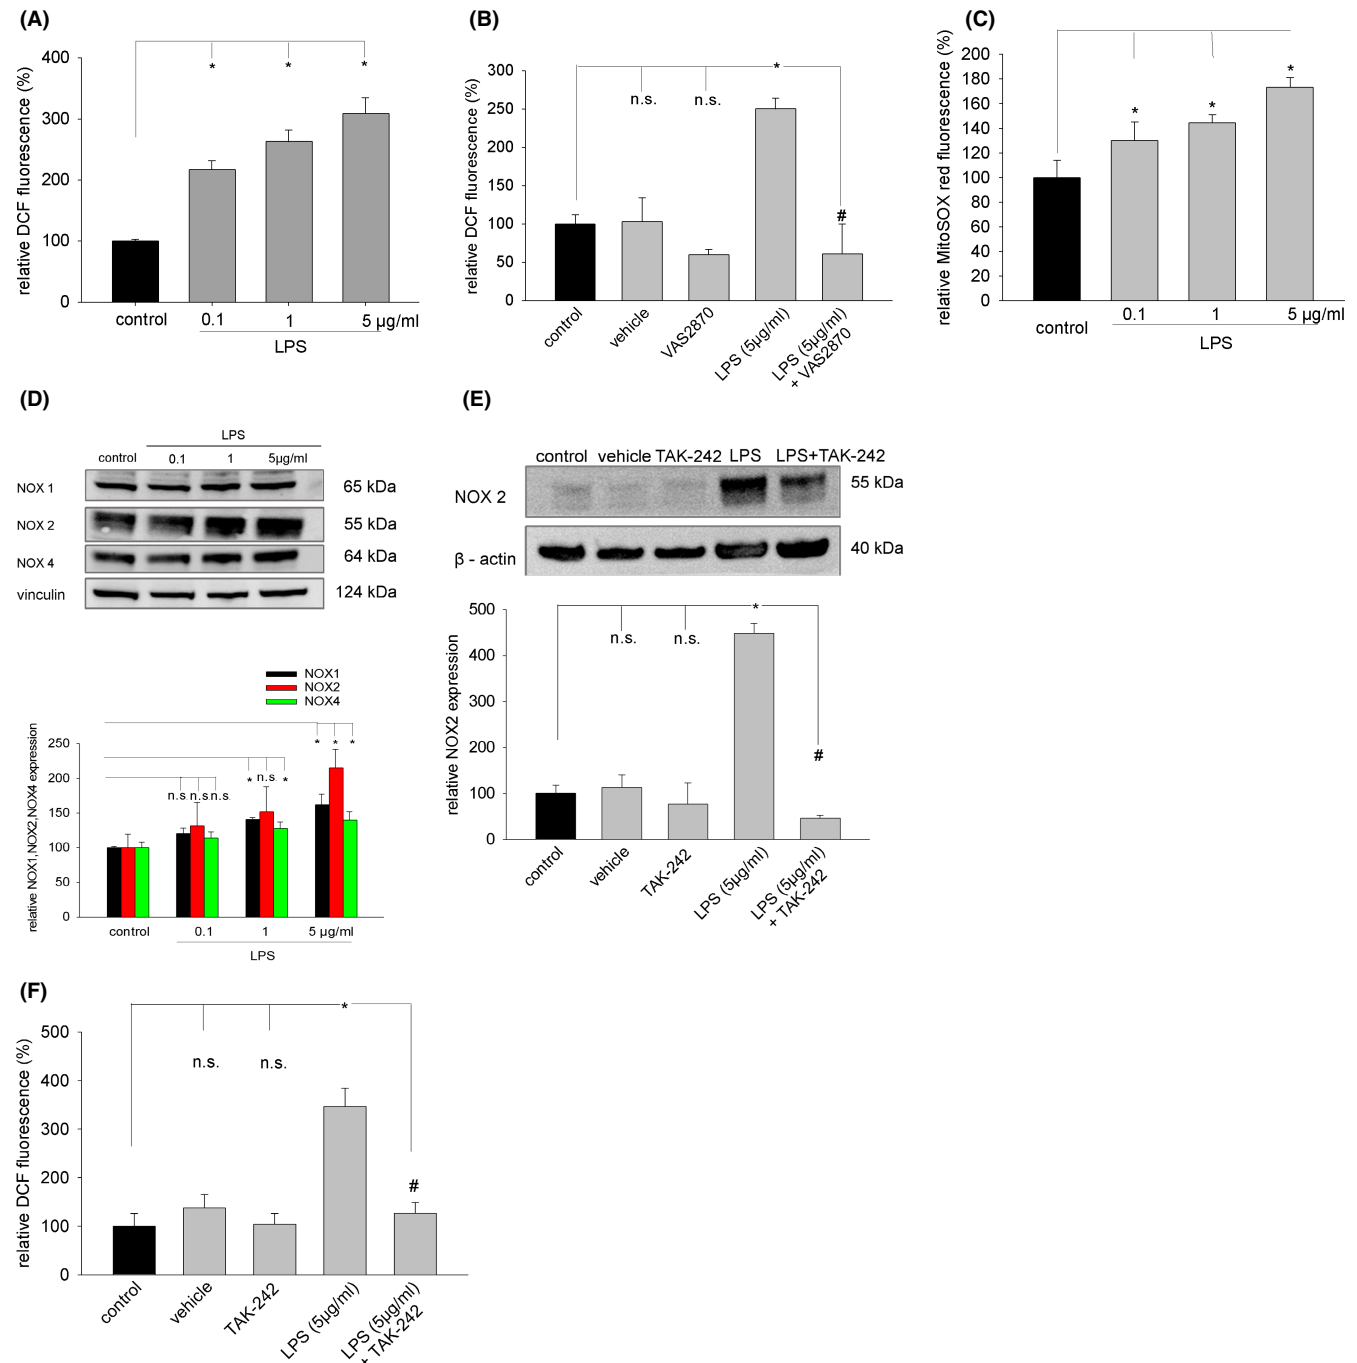 (A)
relative DCF fluorescence (%)
400
300
200
100
0
* * *
control 0.1 1 5 µg/ml
LPS
(B)
relative DCF fluorescence (%)
300
250
200
150
100
50
0
n.s. n.s. * #
control
vehicle
VAS2870
LPS (5µg/ml)
LPS (5µg/ml)
+ VAS2870
(C)
relative MitoSOX red fluorescence (%)
200
180
160
140
120
100
80
60
40
20
0
* * *
control 0.1 1 5 µg/ml
LPS
(D)
LPS
control 0.1 1 5µg/ml
NOX 1 65 kDa
NOX 2 55 kDa
NOX 4 64 kDa
vinculin 124 kDa
NOX1
NOX2
NOX4
relative NOX1,NOX2,NOX4 expression
250
200
150
100
50
0
n.s n.s n.s.
* n.s. *
* * *
control 0.1 1 5 µg/ml
LPS
(E)
control vehicle TAK-242 LPS LPS+TAK-242
NOX 2 55 kDa
β - actin 40 kDa
relative NOX2 expression
500
400
300
200
100
0
n.s. n.s. * #
control
vehicle
TAK-242
LPS (5µg/ml)
LPS (5µg/ml)
+ TAK-242
(F)
relative DCF fluorescence (%)
500
400
300
200
100
0
n.s. n.s. * #
control
vehicle
TAK-242
LPS (5µg/ml)
LPS (5µg/ml)
+ TAK-242